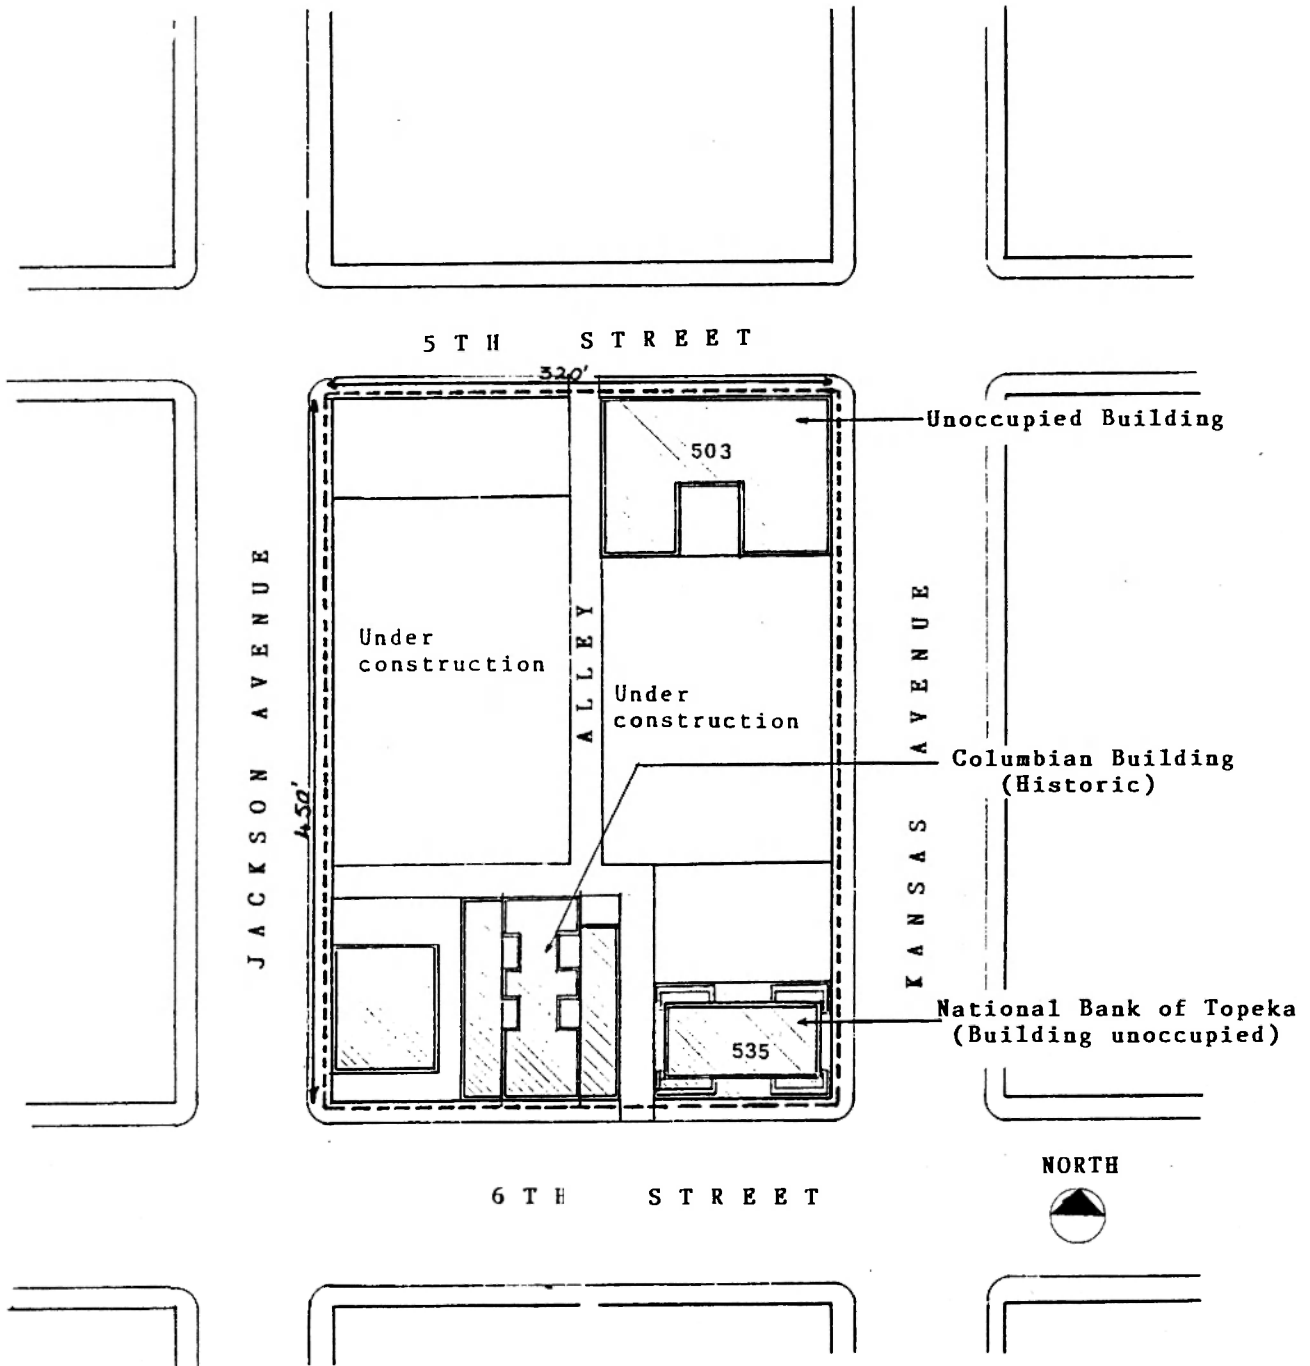 5TH STREET
320'
Unoccupied Building
503
JACKSON AVENUE
450'
Under
construction
ALLEY
Under
construction
KANSAS AVENUE
Columbian Building
(Historic)
National Bank of Topeka
(Building unoccupied)
535
NORTH
6TH STREET